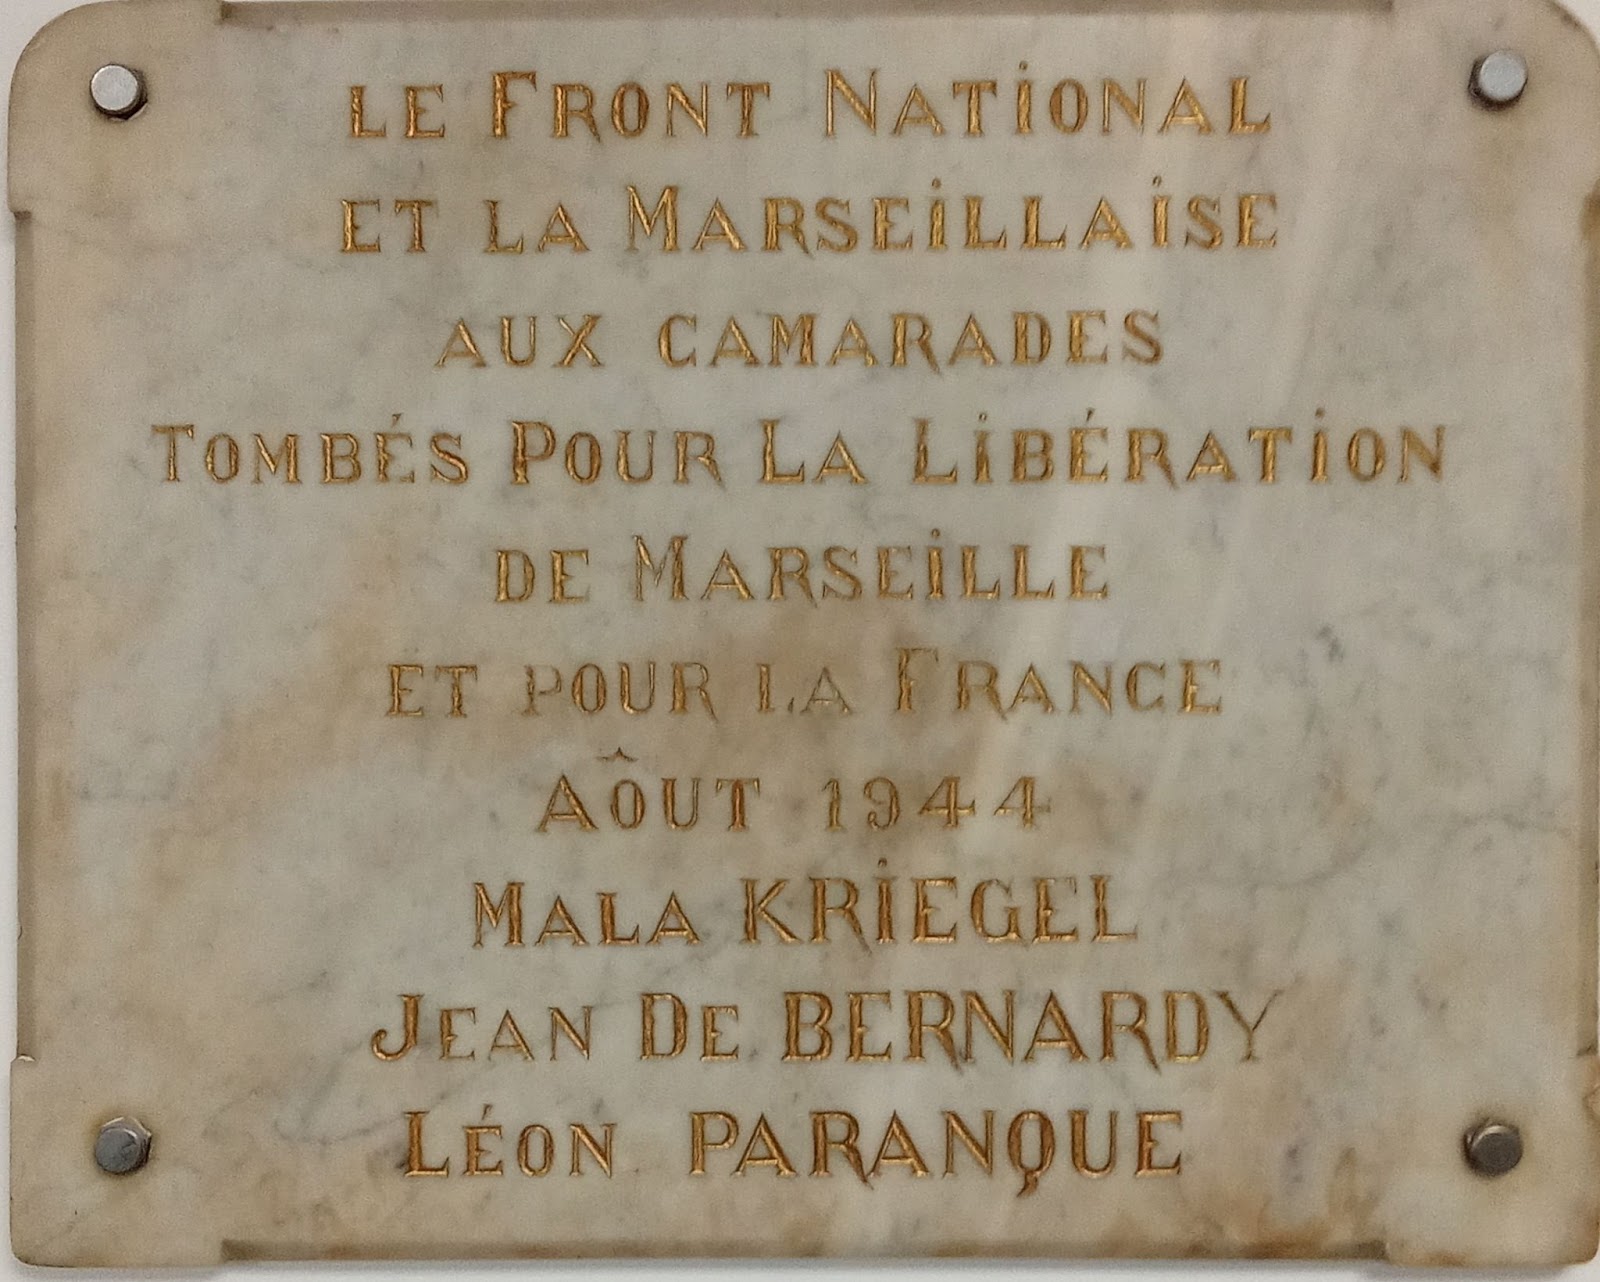 LE FRONT NATIONAL
ET LA MARSEILLAISE
AUX CAMARADES
TOMBÉS POUR LA LIBÉRATION
DE MARSEILLE
ET POUR LA FRANCE
AÔUT 1944
MALA KRIEGEL
JEAN DE BERNARDY
LÉON PARANQUE